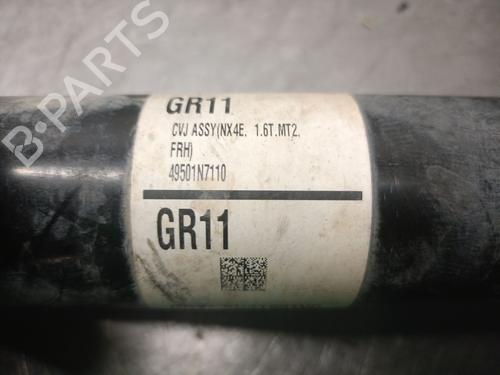 GR11
CVJ ASSY(NX4E, 1.6T.MT2,
FRH)
49501N7110
GR11
B-PARTS